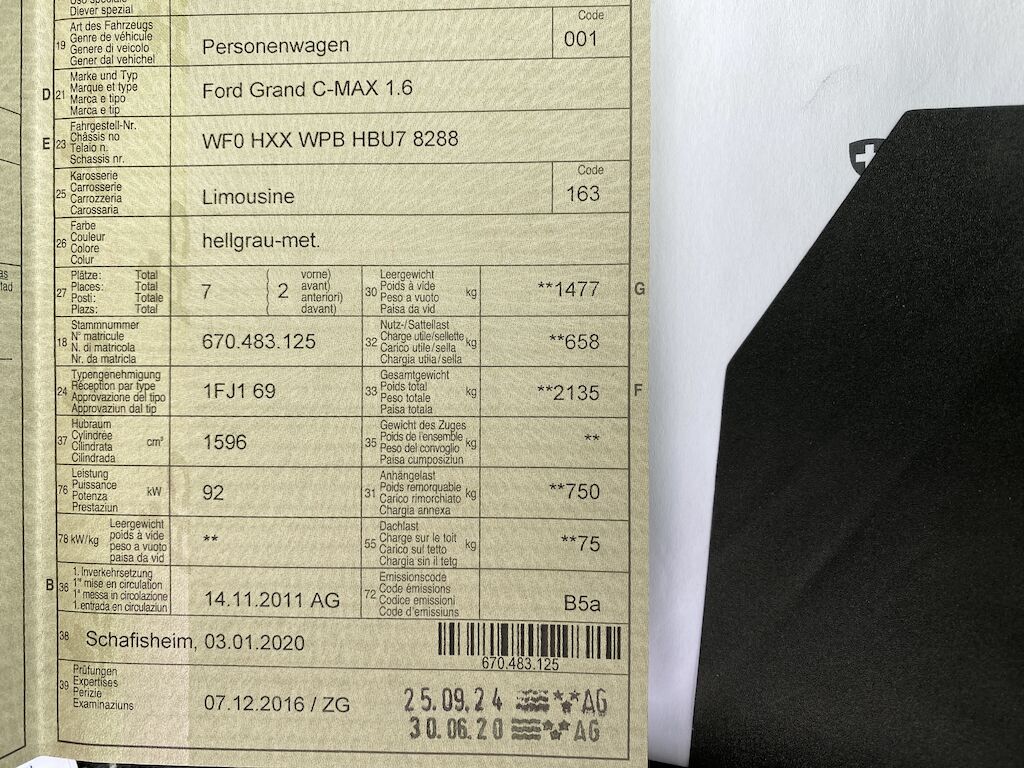 Diever spezial
19 Art des Fahrzeugs
Genre de véhicule
Genere di veicolo
Gener dal vehichel
Personenwagen
Code
001
D 21 Marke und Typ
Marque et type
Marca e tipo
Marca e tip
Ford Grand C-MAX 1.6
E 23 Fahrgestell-Nr.
Châssis no
Telaio n.
Schassis nr.
WF0 HXX WPB HBU7 8288
25 Karosserie
Carrosserie
Carrozzeria
Carossaria
Limousine
Code
163
26 Farbe
Couleur
Colore
Colur
hellgrau-met.
27 Plätze: Total
Places: Total
Posti: Totale
Plazs: Total
7 ( 2 vorne)
avant)
anteriori)
davant)
30 Leergewicht
Poids à vide
Peso a vuoto
Paisa da vid
kg
**1477 G
18 Stammnummer
N° matricule
N. di matricola
Nr. da matricla
670.483.125
32 Nutz-/Sattellast
Charge utile/sellette
Carico utile/sella
Chargia utila/sella
kg
**658
24 Typengenehmigung
Réception par type
Approvazione del tipo
Approvaziun dal tip
1FJ1 69
33 Gesamtgewicht
Poids total
Peso totale
Paisa totala
kg
**2135 F
37 Hubraum
Cylindrée
Cilindrata
Cilindrada
cm³
1596
35 Gewicht des Zuges
Poids de l'ensemble
Peso del convoglio
Paisa cumposiziun
kg
**
76 Leistung
Puissance
Potenza
Prestaziun
kW
92
31 Anhängelast
Poids remorquable
Carico rimorchiato
Chargia annexa
kg
**750
78 kW/kg Leergewicht
poids à vide
peso a vuoto
paisa da vid
**
55 Dachlast
Charge sur le toit
Carico sul tetto
Chargia sin il tetg
kg
**75
B 36 1. Inverkehrsetzung
1re mise en circulation
1a messa in circolazione
1. entrada en circulaziun
14.11.2011 AG
72 Emissionscode
Code émissions
Codice emissioni
Code d'emissiuns
B5a
38 Schafisheim, 03.01.2020
670.483.125
39 Prüfungen
Expertises
Perizie
Examinaziuns
07.12.2016 / ZG
25.09.24 AG
30.06.20 AG